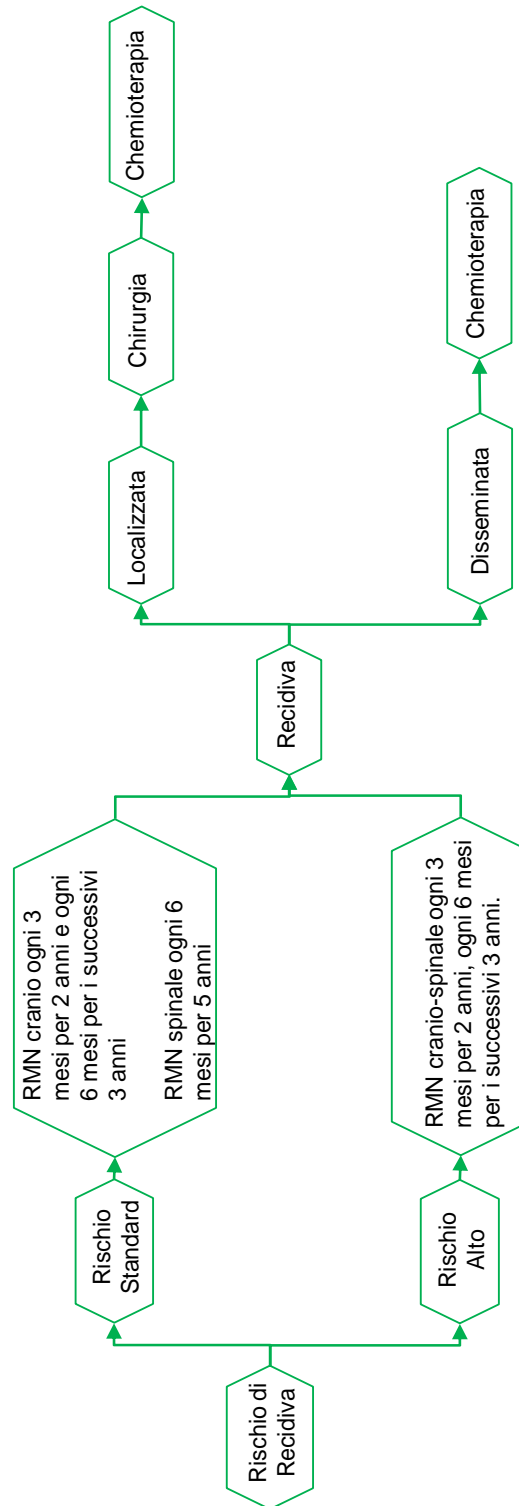 Rischio di
Recidiva
Rischio
Standard
RMN cranio ogni 3
mesi per 2 anni e ogni
6 mesi per i successivi
3 anni
RMN spinale ogni 6
mesi per 5 anni
Rischio
Alto
RMN cranio-spinale ogni 3
mesi per 2 anni, ogni 6 mesi
per i successivi 3 anni.
Recidiva
Localizzata
Chirurgia
Chemioterapia
Disseminata
Chemioterapia